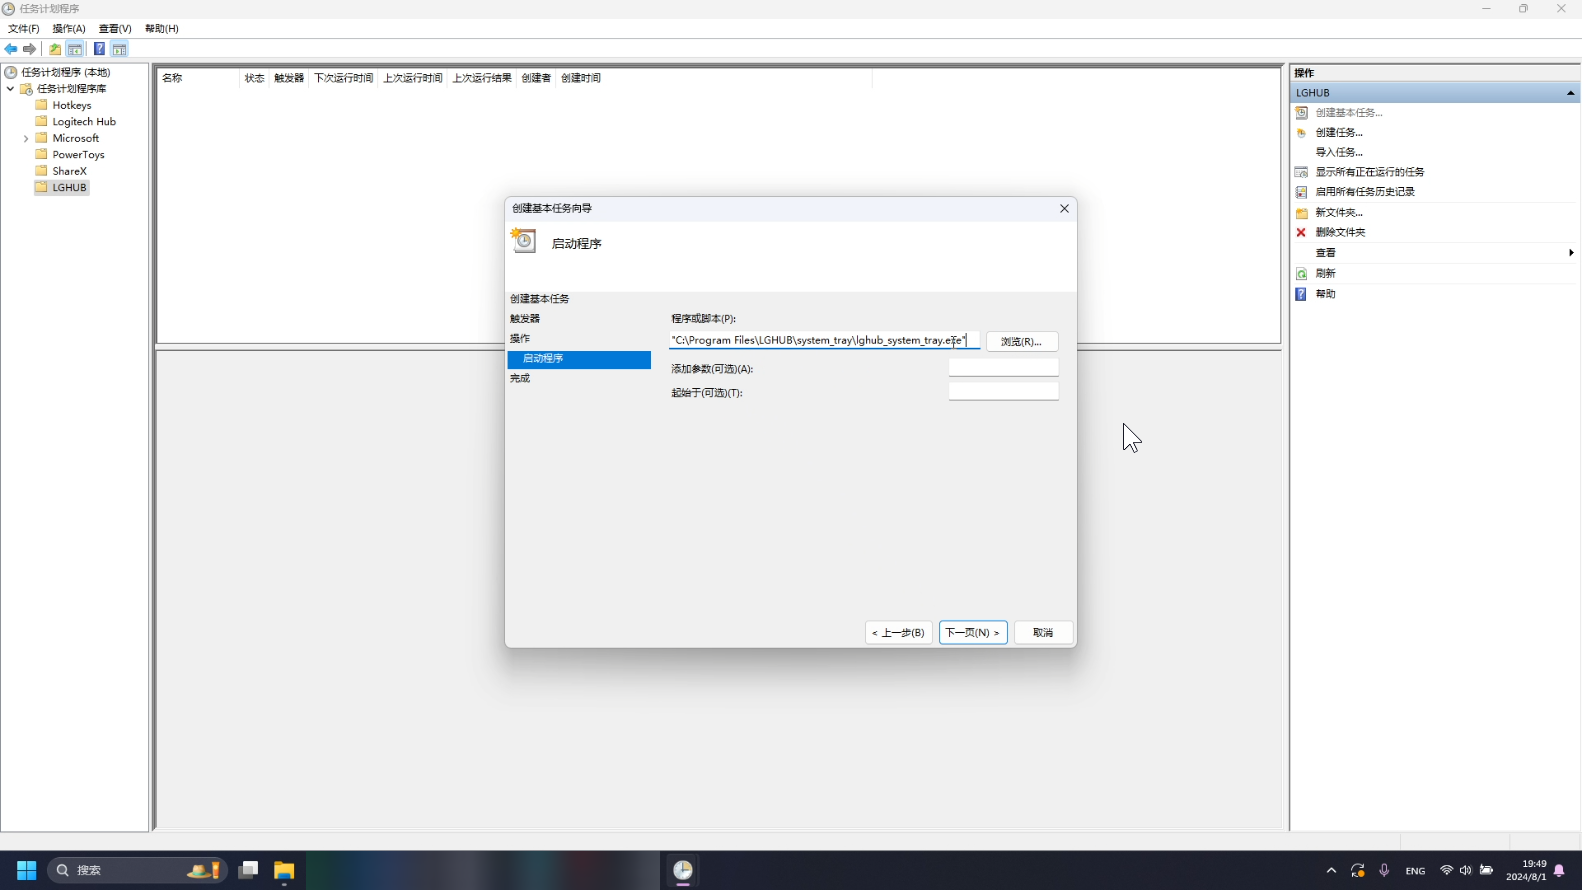 任务计划程序
文件(F) 操作(A) 查看(V) 帮助(H)
任务计划程序 (本地)
任务计划程序库
Hotkeys
Logitech Hub
Microsoft
PowerToys
ShareX
LGHUB
名称 状态 触发器 下次运行时间 上次运行时间 上次运行结果 创建者 创建时间
创建基本任务向导
启动程序
创建基本任务
触发器
操作
启动程序
完成
程序或脚本(P):
"C:\Program Files\LGHUB\system_tray\lghub_system_tray.exe" 浏览(R)...
添加参数(可选)(A):
起始于(可选)(T):
< 上一步(B) 下一页(N) > 取消
操作
LGHUB
创建基本任务...
创建任务...
导入任务...
显示所有正在运行的任务
启用所有任务历史记录
新文件夹...
删除文件夹
查看
刷新
帮助
搜索
ENG
19:49
2024/8/1